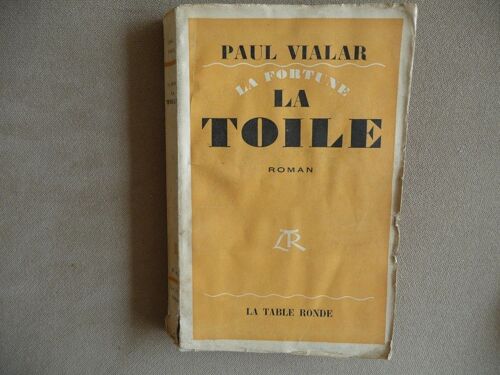 PAUL VIALAR
LA FORTUNE
LA
TOILE
ROMAN
LTR
LA TABLE RONDE